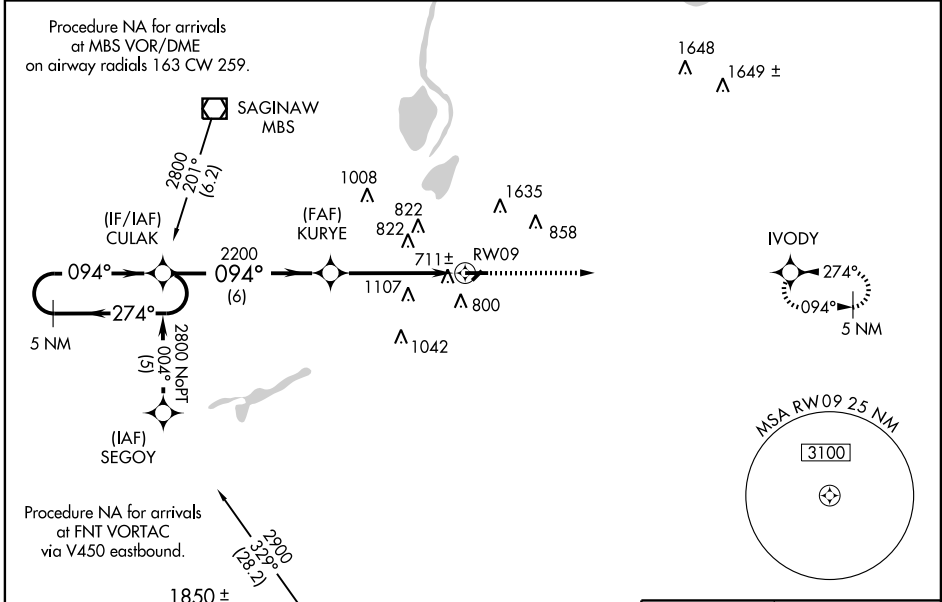 Procedure NA for arrivals
at MBS VOR/DME
on airway radials 163 CW 259.
1648
1649 ±
SAGINAW
MBS
2800
201°
(6.2)
1008
822
822
1635
858
(IF/IAF)
CULAK
(FAF)
KURYE
711±
RW09
IVODY
094°
2200
094°
(6)
1107
800
274°
094°
5 NM
274°
5 NM
2800 NoPT
004°
(5)
1042
(IAF)
SEGOY
MSA RW09 25 NM
3100
Procedure NA for arrivals
at FNT VORTAC
via V450 eastbound.
2900
329°
(28.2)
1850 ±